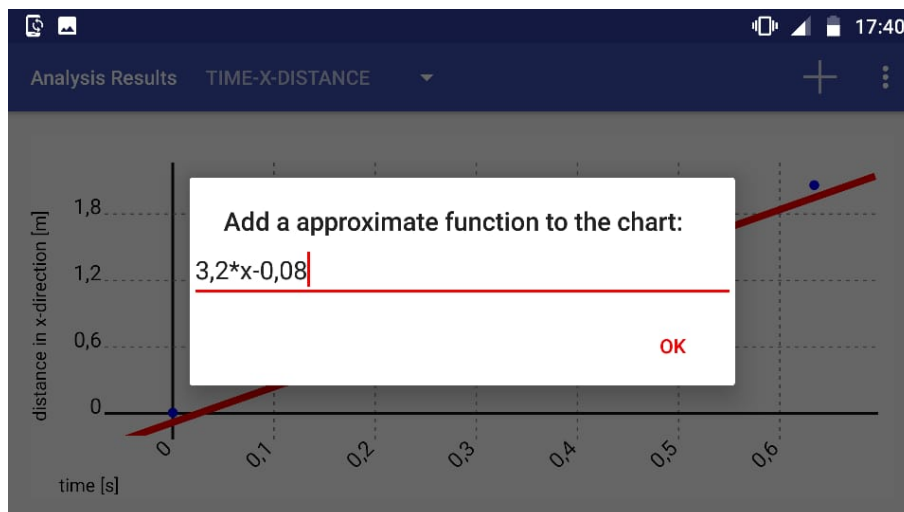 17:40
Analysis Results TIME-X-DISTANCE
Add a approximate function to the chart:
3,2*x-0,08
OK
distance in x-direction [m]
1,8
1,2
0,6
0
0 0,1 0,2 0,3 0,4 0,5 0,6
time [s]